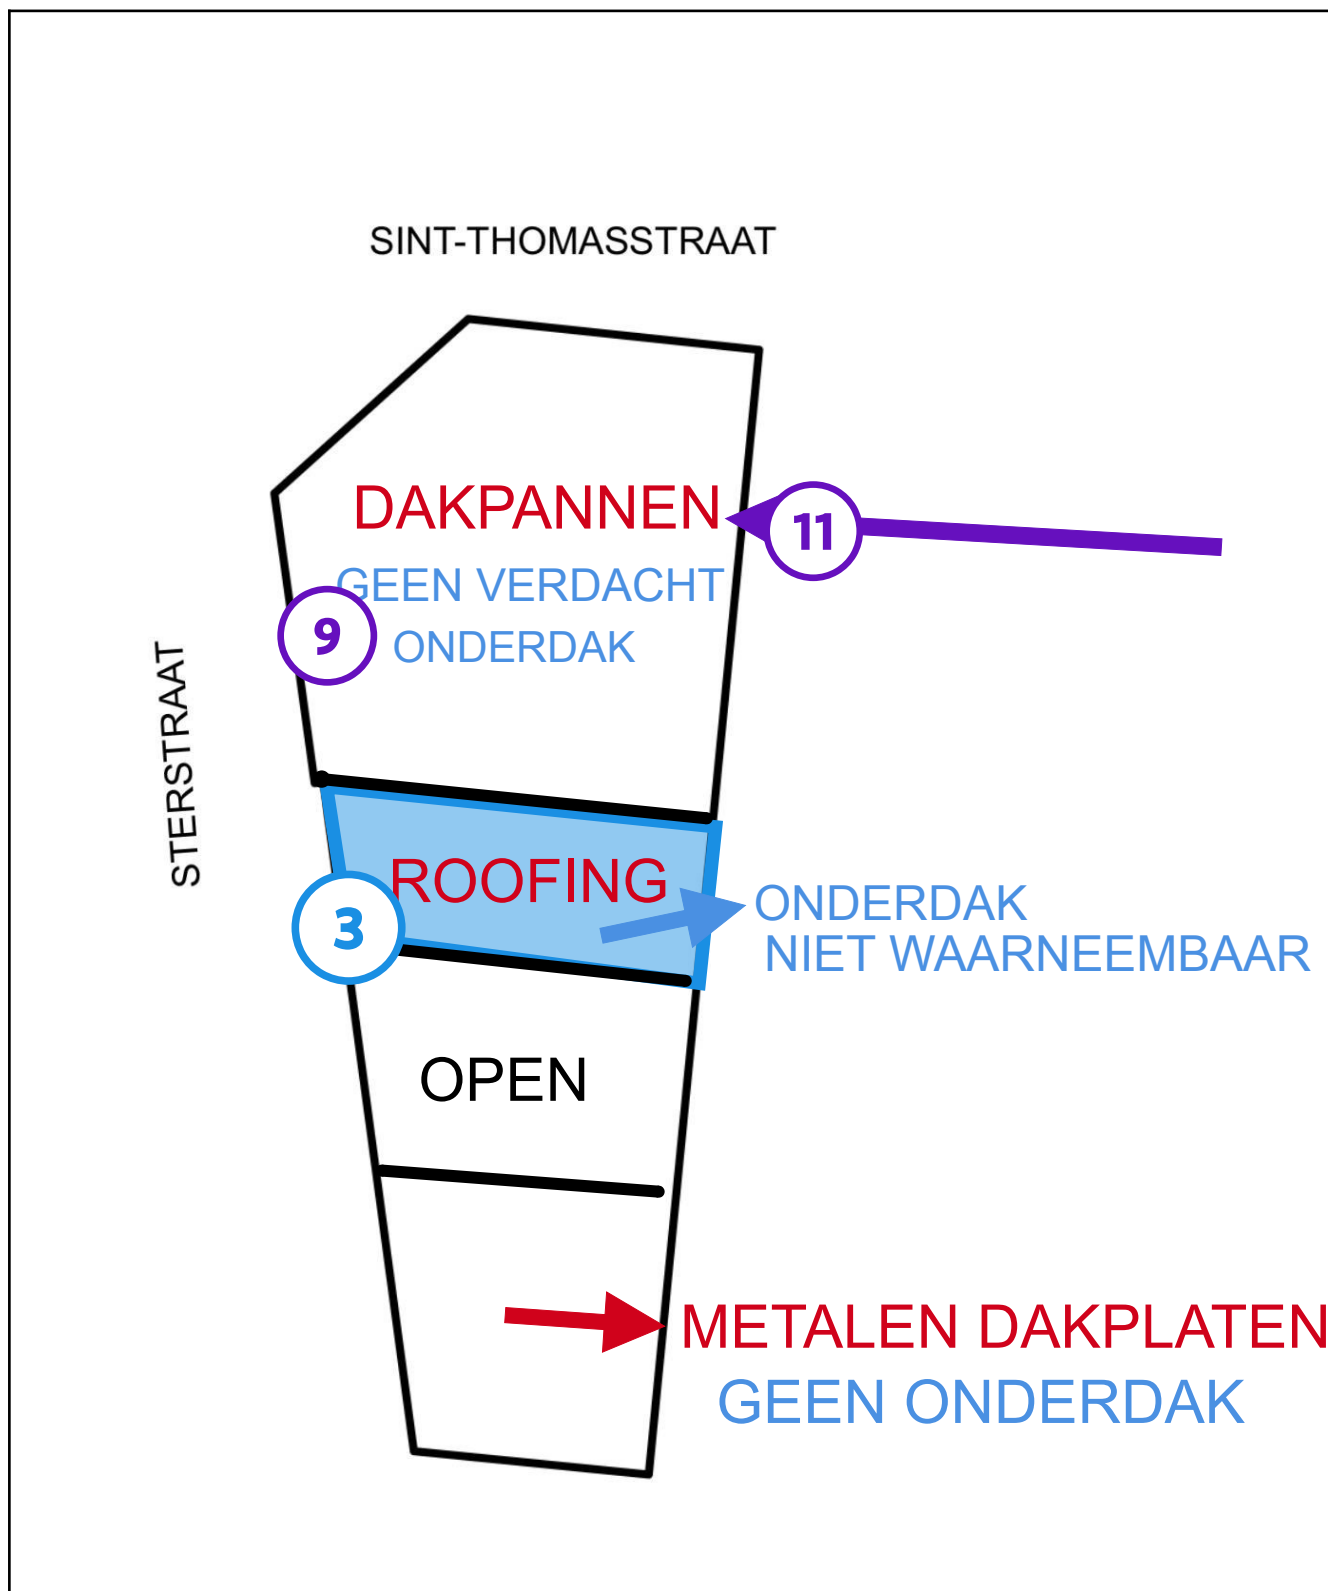 SINT-THOMASSTRAAT
DAKPANNEN
11
GEEN VERDACHT
9
ONDERDAK
STERSTRAAT
ROOFING
3
ONDERDAK
NIET WAARNEEMBAAR
OPEN
METALEN DAKPLATEN
GEEN ONDERDAK